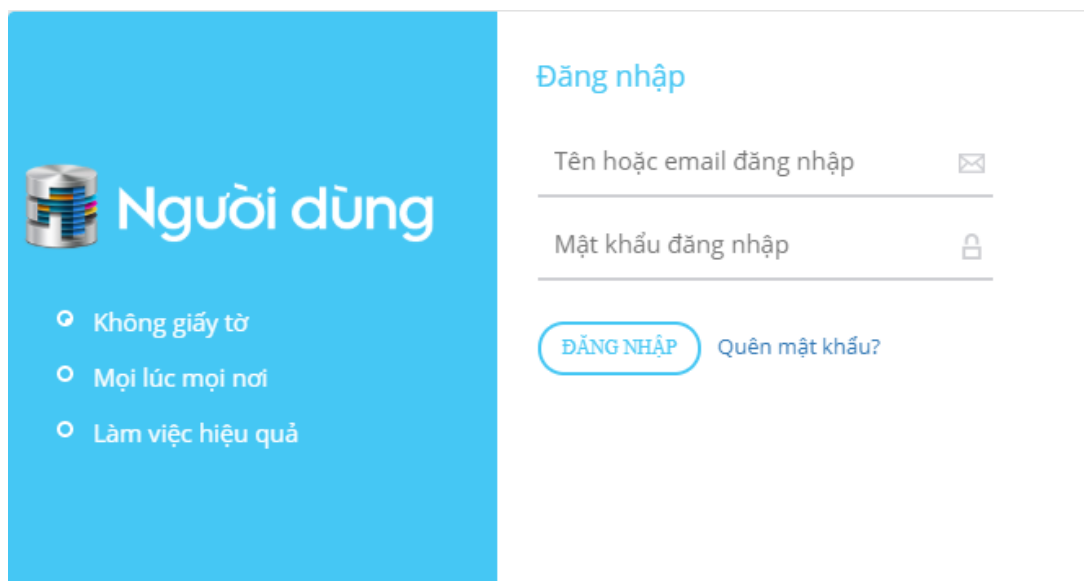 Người dùng
Không giấy tờ
Mọi lúc mọi nơi
Làm việc hiệu quả
Đăng nhập
Tên hoặc email đăng nhập
Mật khẩu đăng nhập
ĐĂNG NHẬP Quên mật khẩu?